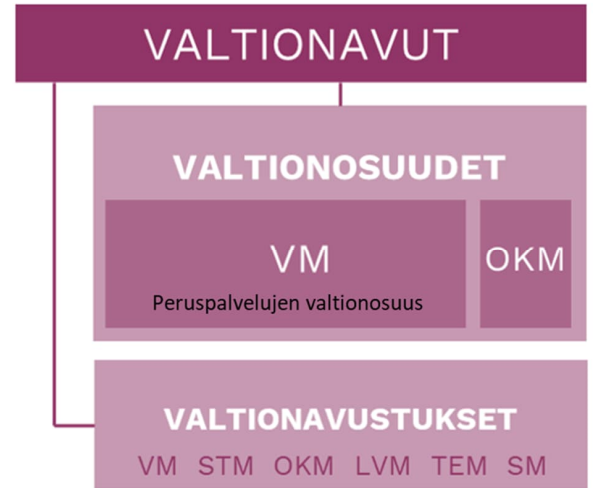 VALTIONAVUT
VALTIONOSUUDET
VM
Peruspalvelujen valtionosuus
OKM
VALTIONAVUSTUKSET
VM STM OKM LVM TEM SM